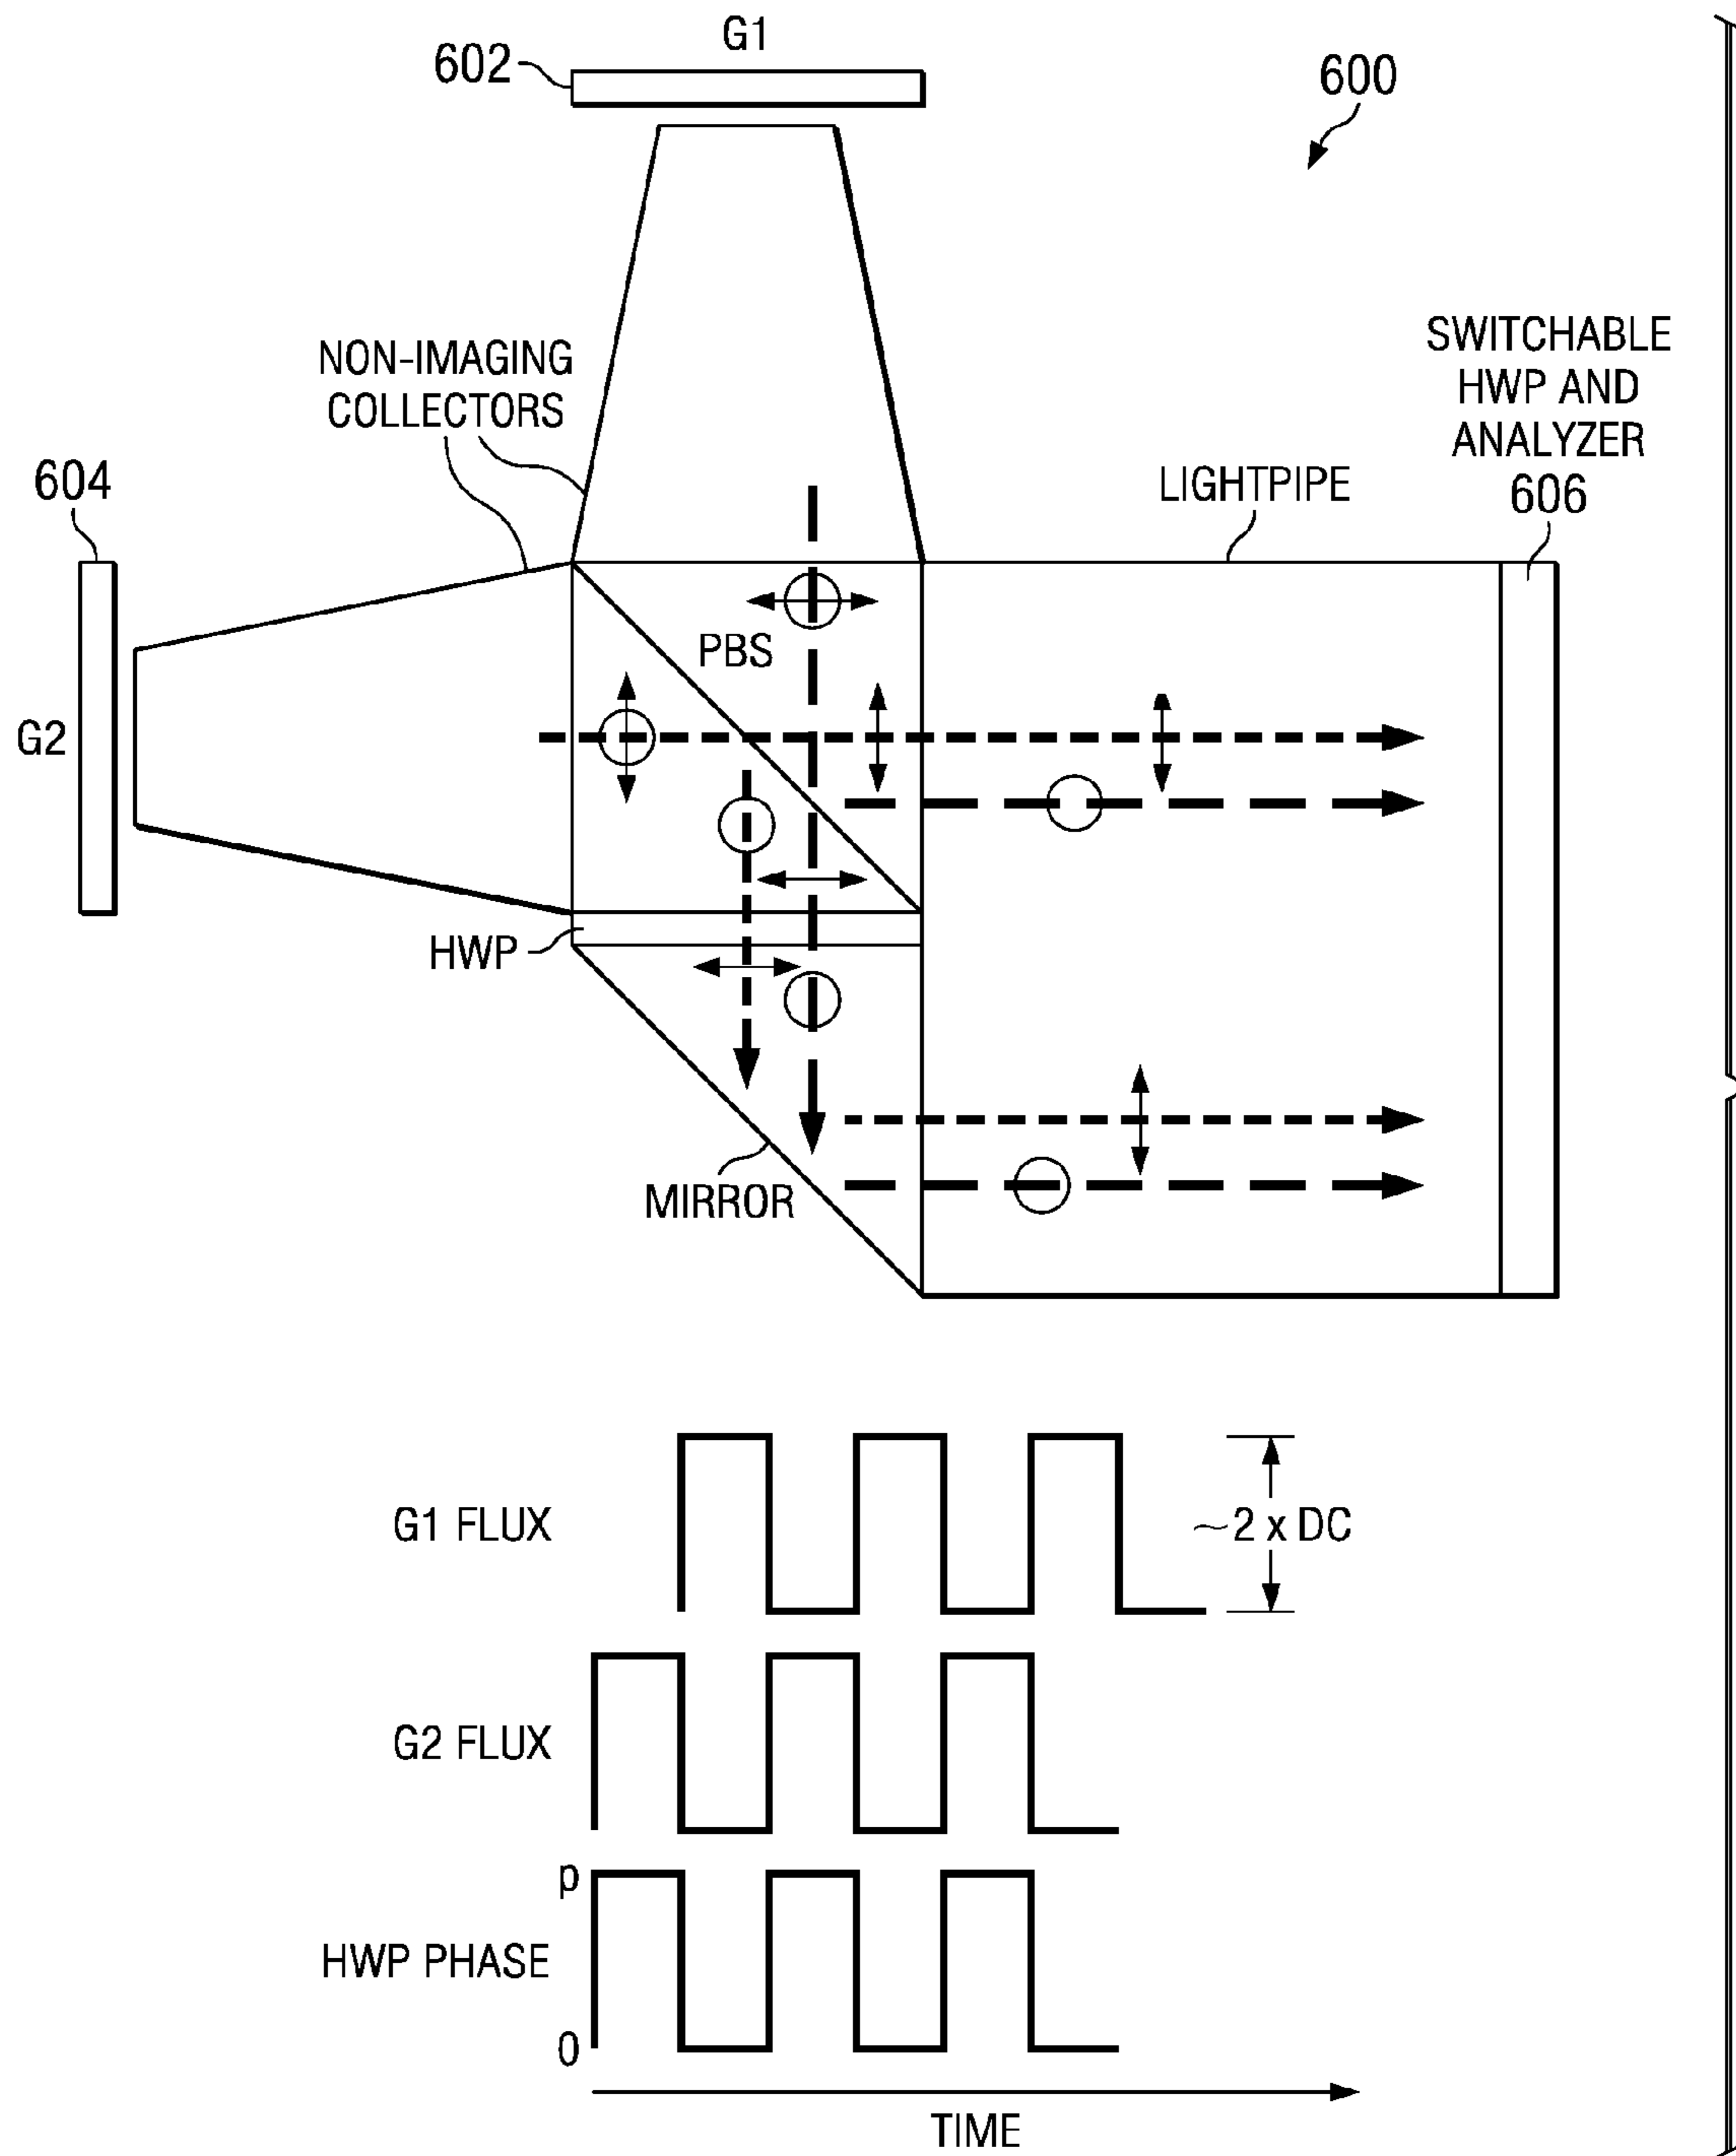 G1
602
600
NON-IMAGING
COLLECTORS
SWITCHABLE
HWP AND
ANALYZER
606
604
LIGHTPIPE
PBS
G2
HWP
MIRROR
G1 FLUX
~2 x DC
G2 FLUX
p
HWP PHASE
0
TIME